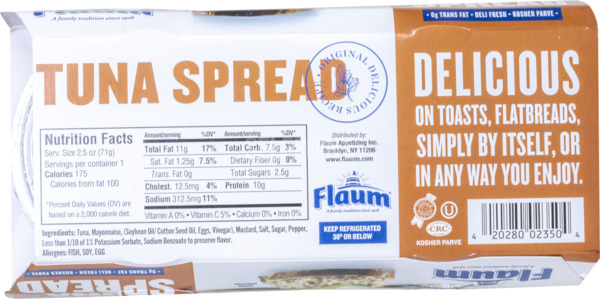 A family tradition since 1918
• 0g TRANS FAT • DELI FRESH • KOSHER PARVE •
TUNA SPREAD
• ORIGINAL DELICIOUS RECIPE •
Nutrition Facts
Serv. Size 2.5 oz (71g)
Servings per container 1
Calories 175
Calories from fat 100
*Percent Daily Values (DV) are
based on a 2,000 calorie diet.
Amount/serving %DV* Amount/serving %DV*
Total Fat 11g 17% Total Carb. 7.5g 3%
Sat. Fat 1.25g 7.5% Dietary Fiber 0g 0%
Trans. Fat 0g Total Sugars 2.5g
Cholest. 12.5mg 4% Protein 10g
Sodium 312.5mg 11%
Vitamin A 0% • Vitamin C 5% • Calcium 0% • Iron 0%
Ingredients: Tuna, Mayonnaise, (Soybean Oil/ Cotton Seed Oil, Eggs, Vinegar), Mustard, Salt, Sugar, Pepper,
Less than 1/10 of 1% Potassium Sorbate, Sodium Benzoate to preserve flavor.
Allergens: FISH, SOY, EGG
Distributed by:
Flaum Appetizing Inc.
Brooklyn, NY 11206
www.flauns.com
Flaum
A family tradition since 1918
KEEP REFRIGERATED
38° OR BELOW
DELICIOUS
ON TOASTS, FLATBREADS,
SIMPLY BY ITSELF, OR
IN ANY WAY YOU ENJOY.
U
CRC
KOSHER PARVE
4 20280 02350 4
0g TRANS FAT • DELI FRESH • KOSHER PARVE
SPREAD
Flaum